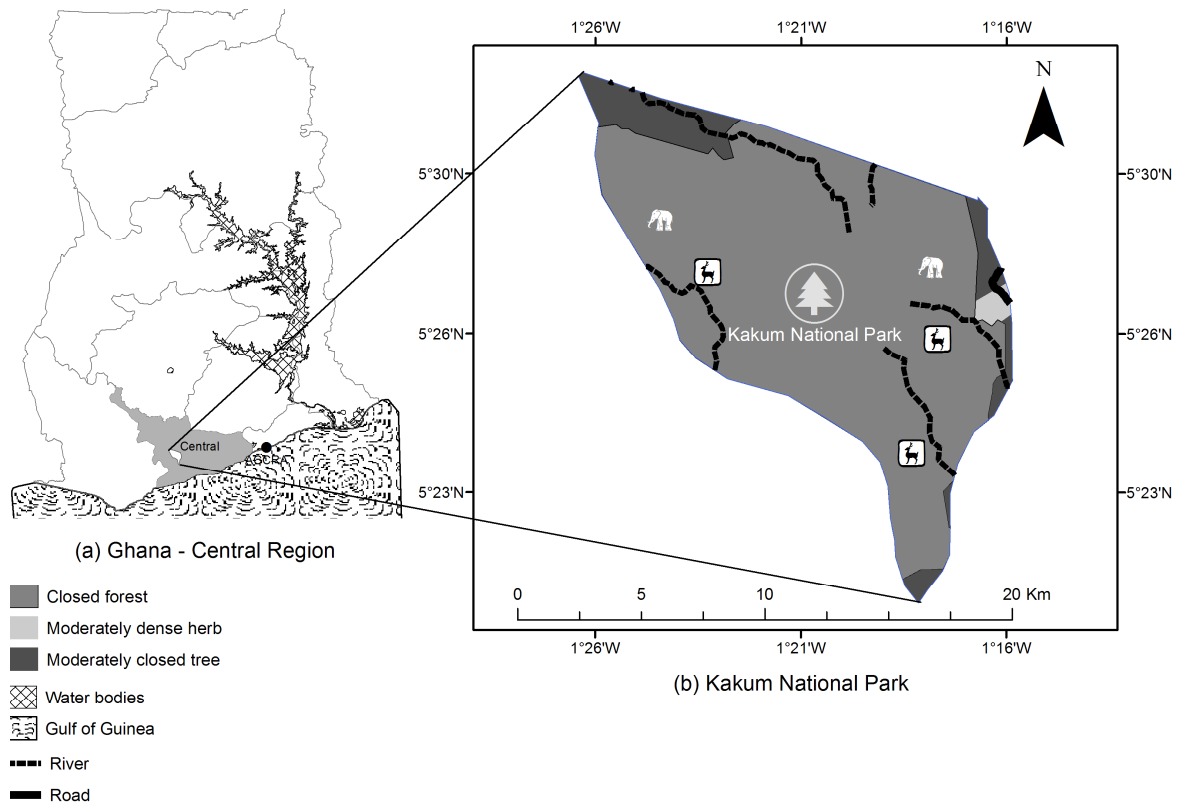 1°26'W
1°21'W
1°16'W
N
5°30'N
5°30'N
5°26'N
5°26'N
5°23'N
5°23'N
Kakum National Park
Central
ACCRA
0
5
10
20 Km
1°26'W
1°21'W
1°16'W
(a) Ghana - Central Region
(b) Kakum National Park
Closed forest
Moderately dense herb
Moderately closed tree
Water bodies
Gulf of Guinea
River
Road